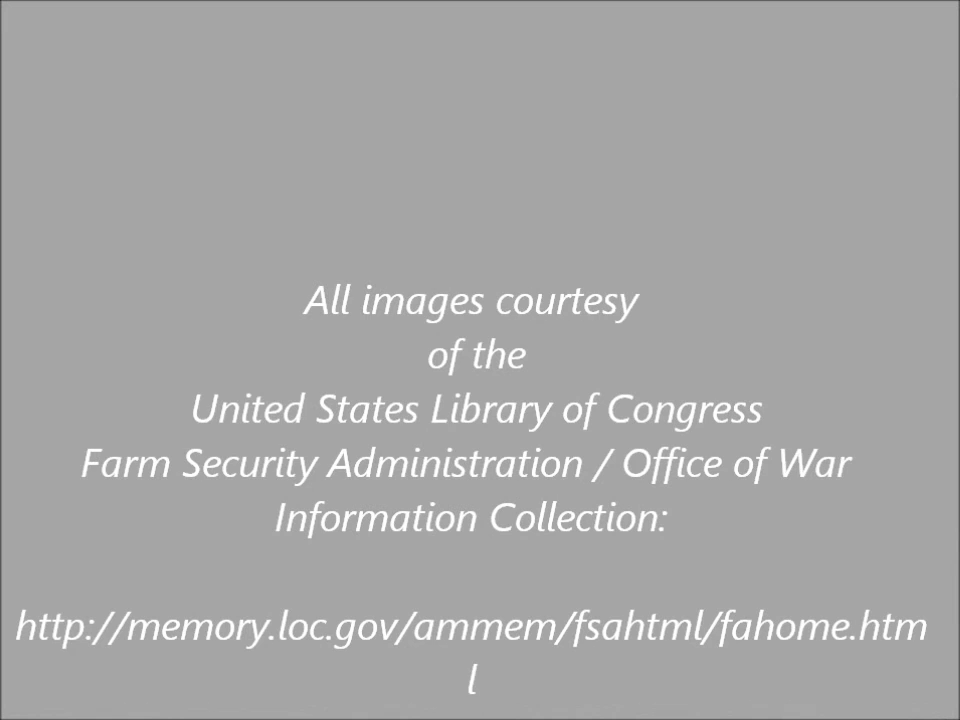 All images courtesy
of the
United States Library of Congress
Farm Security Administration / Office of War
Information Collection:
http://memory.loc.gov/ammem/fsahtml/fahome.htm
l